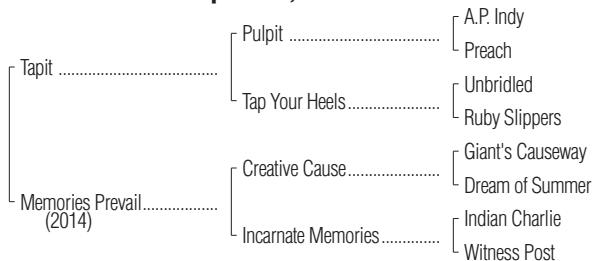 Pulpit
A.P. Indy
Preach
Tapit
Tap Your Heels
Unbridled
Ruby Slippers
Creative Cause
Giant's Causeway
Dream of Summer
Memories Prevail
(2014)
Incarnate Memories
Indian Charlie
Witness Post